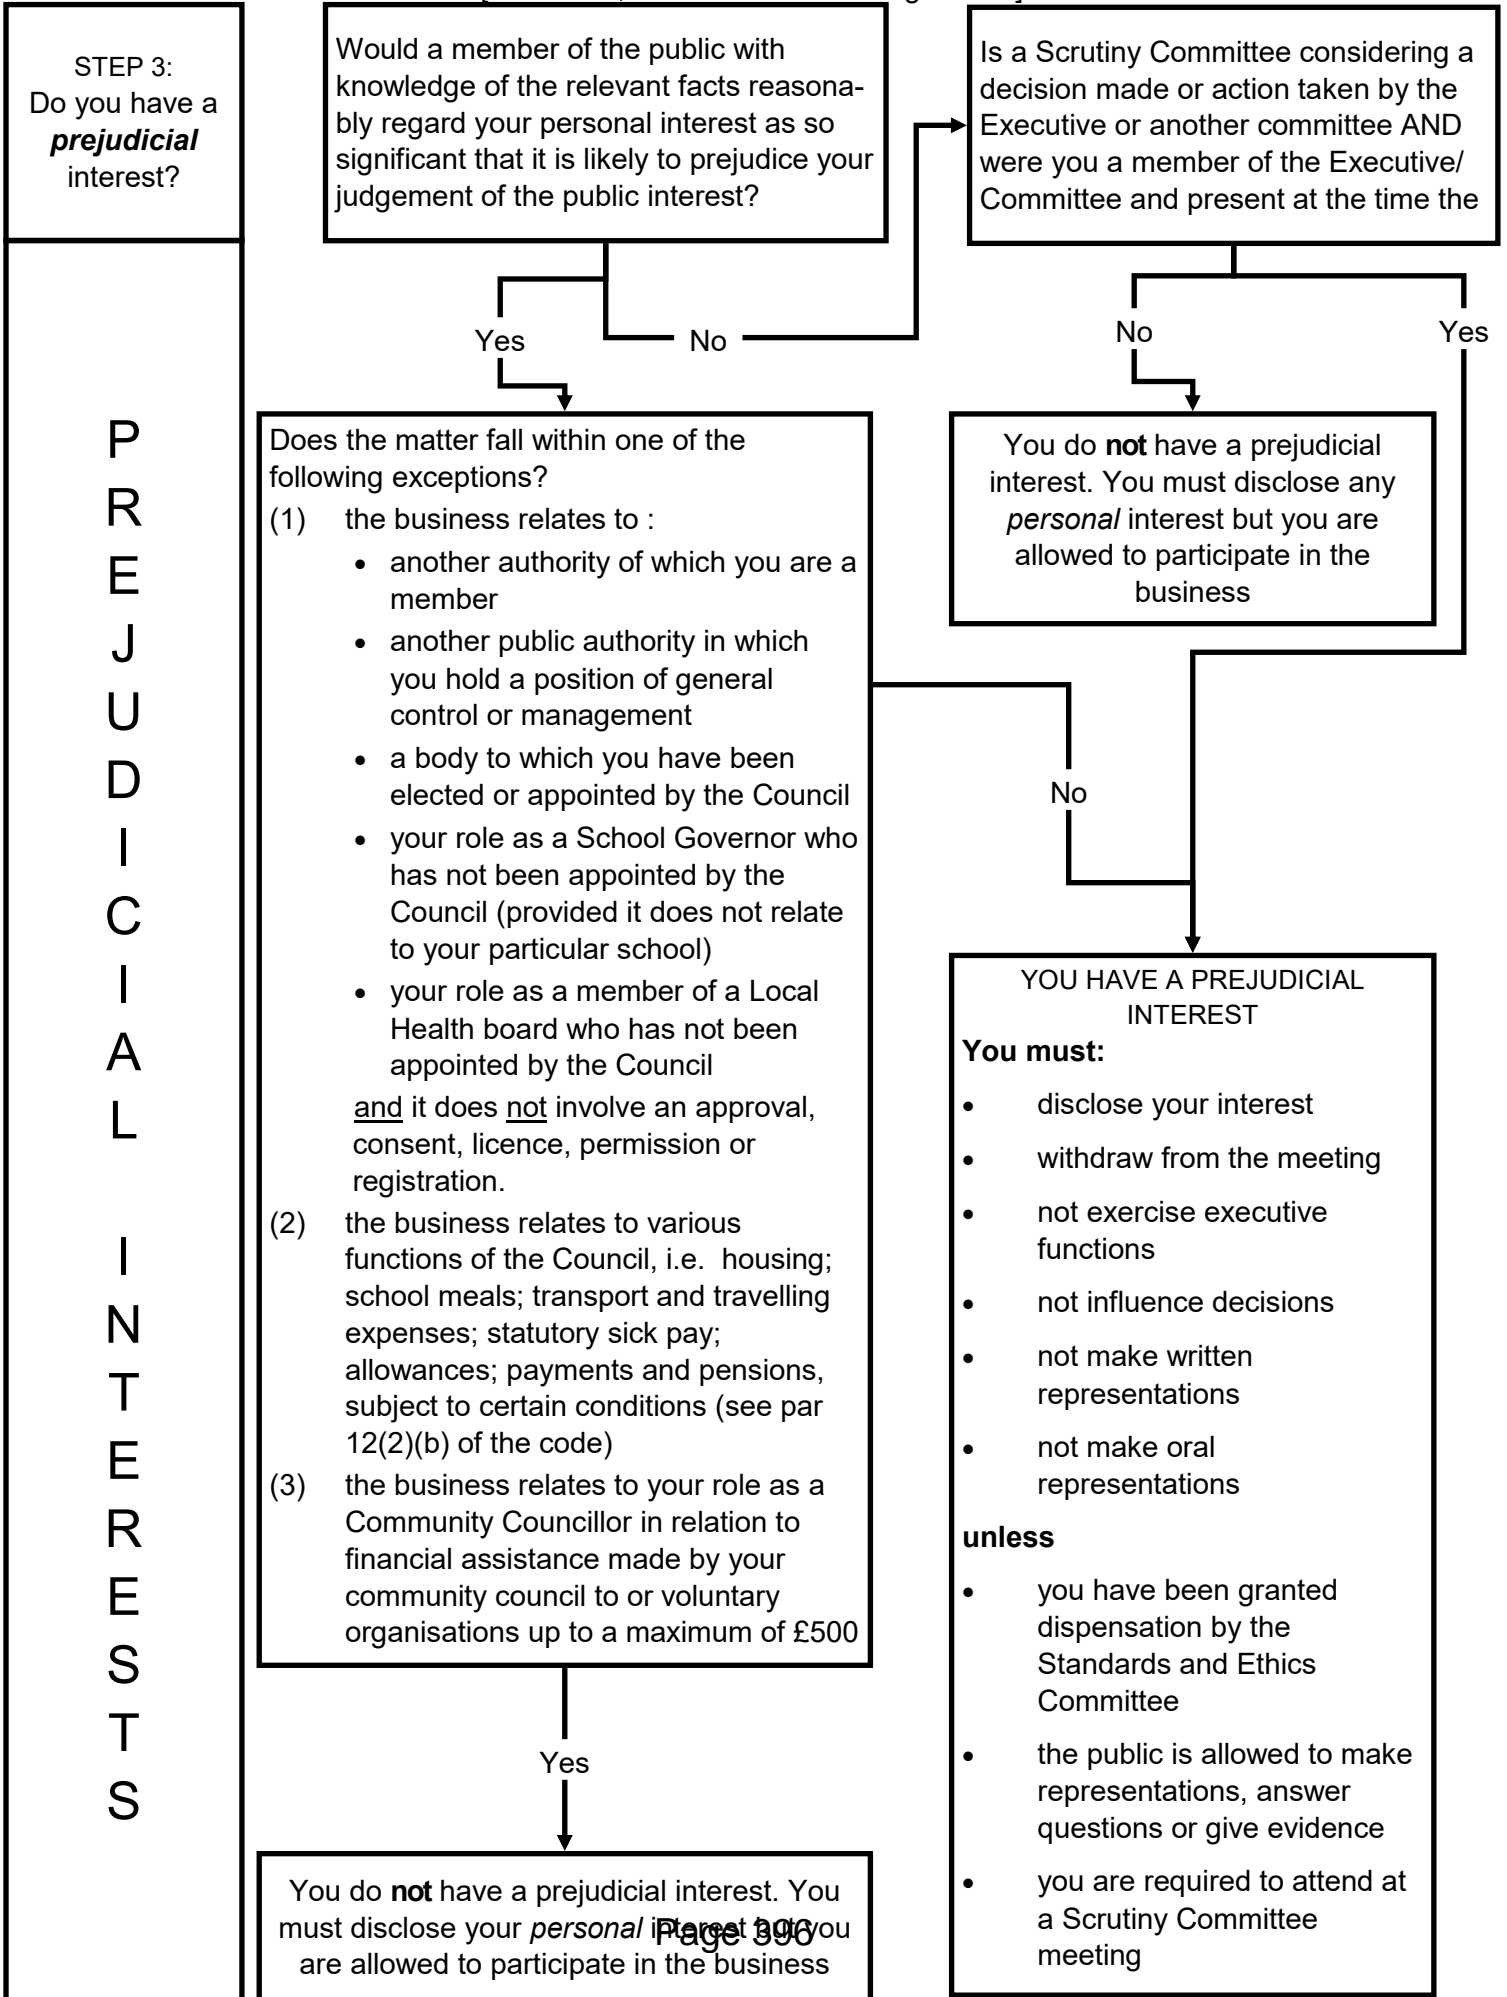 STEP 3:
Do you have a
prejudicial
interest?
PREJUDICIAL
INTERESTS
Would a member of the public with
knowledge of the relevant facts reasona-
bly regard your personal interest as so
significant that it is likely to prejudice your
judgement of the public interest?
Is a Scrutiny Committee considering a
decision made or action taken by the
Executive or another committee AND
were you a member of the Executive/
Committee and present at the time the
Yes
No
No
Yes
Does the matter fall within one of the
following exceptions?
(1) the business relates to :
• another authority of which you are a
member
• another public authority in which
you hold a position of general
control or management
• a body to which you have been
elected or appointed by the Council
• your role as a School Governor who
has not been appointed by the
Council (provided it does not relate
to your particular school)
• your role as a member of a Local
Health board who has not been
appointed by the Council
and it does not involve an approval,
consent, licence, permission or
registration.
(2) the business relates to various
functions of the Council, i.e. housing;
school meals; transport and travelling
expenses; statutory sick pay;
allowances; payments and pensions,
subject to certain conditions (see par
12(2)(b) of the code)
(3) the business relates to your role as a
Community Councillor in relation to
financial assistance made by your
community council to or voluntary
organisations up to a maximum of £500
You do not have a prejudicial
interest. You must disclose any
personal interest but you are
allowed to participate in the
business
No
YOU HAVE A PREJUDICIAL
INTEREST
You must:
• disclose your interest
• withdraw from the meeting
• not exercise executive
functions
• not influence decisions
• not make written
representations
• not make oral
representations
unless
• you have been granted
dispensation by the
Standards and Ethics
Committee
• the public is allowed to make
representations, answer
questions or give evidence
• you are required to attend at
a Scrutiny Committee
meeting
Yes
You do not have a prejudicial interest. You
must disclose your personal interest but you
are allowed to participate in the business
Page 396